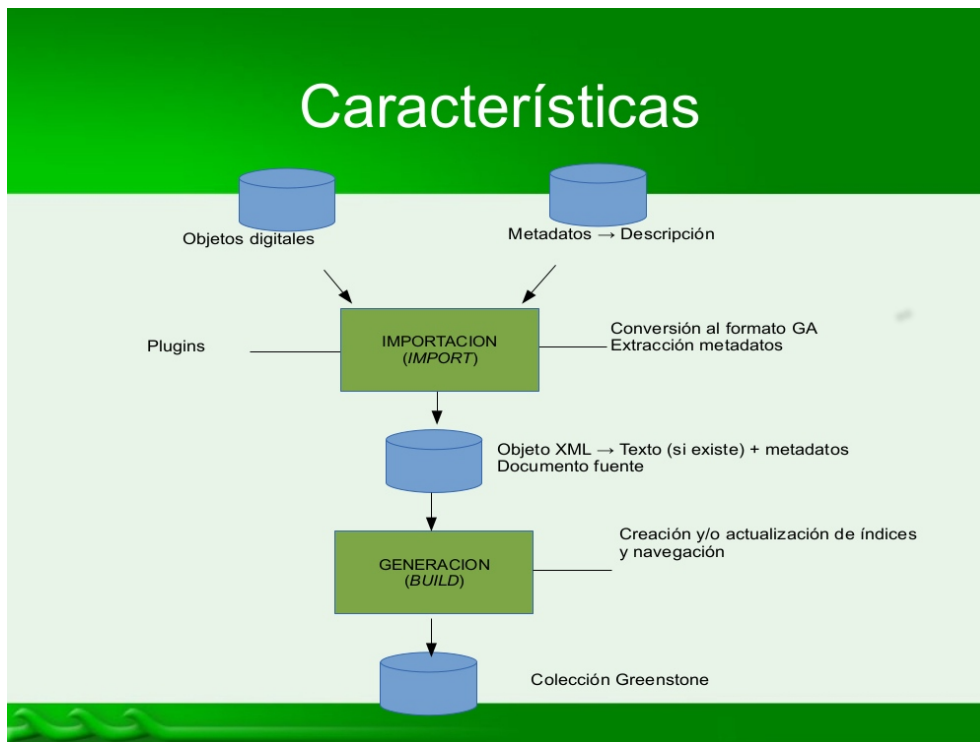 Características
Objetos digitales
Metadatos → Descripción
Plugins
IMPORTACION
(IMPORT)
Conversión al formato GA
Extracción metadatos
Objeto XML → Texto (si existe) + metadatos
Documento fuente
GENERACION
(BUILD)
Creación y/o actualización de índices
y navegación
Colección Greenstone